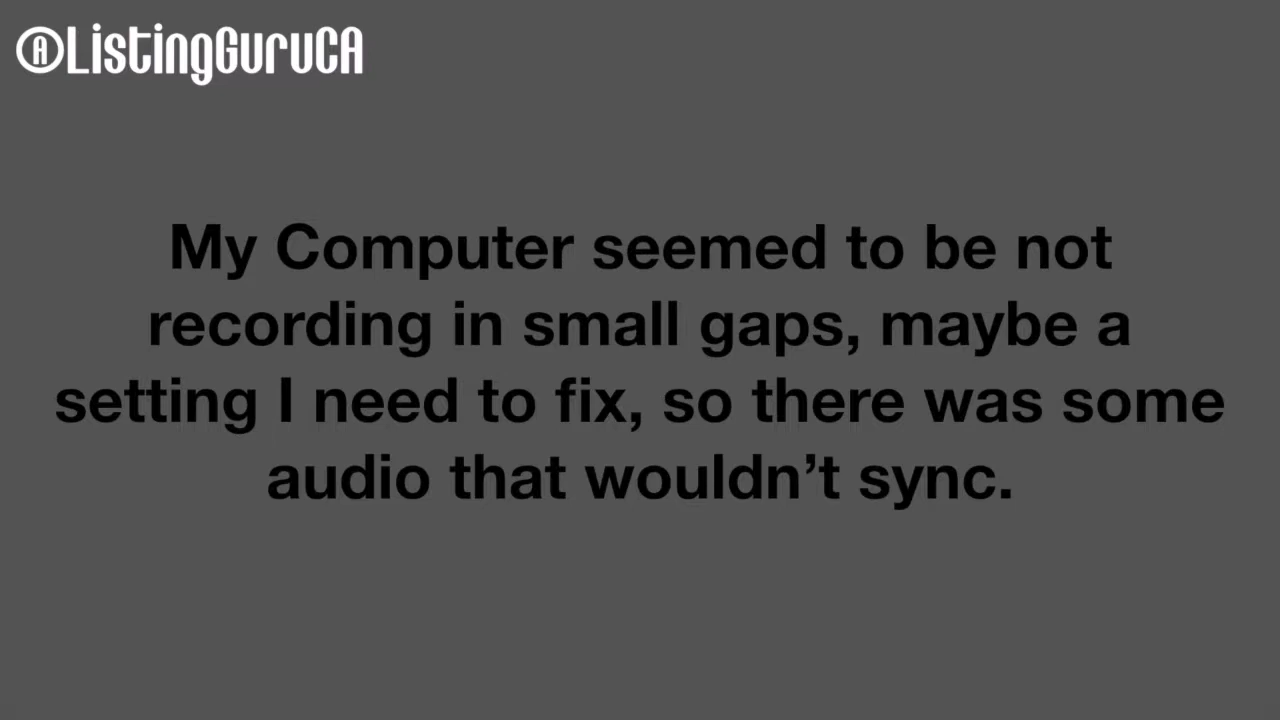 @ListingGuruCA
My Computer seemed to be not
recording in small gaps, maybe a
setting I need to fix, so there was some
audio that wouldn’t sync.